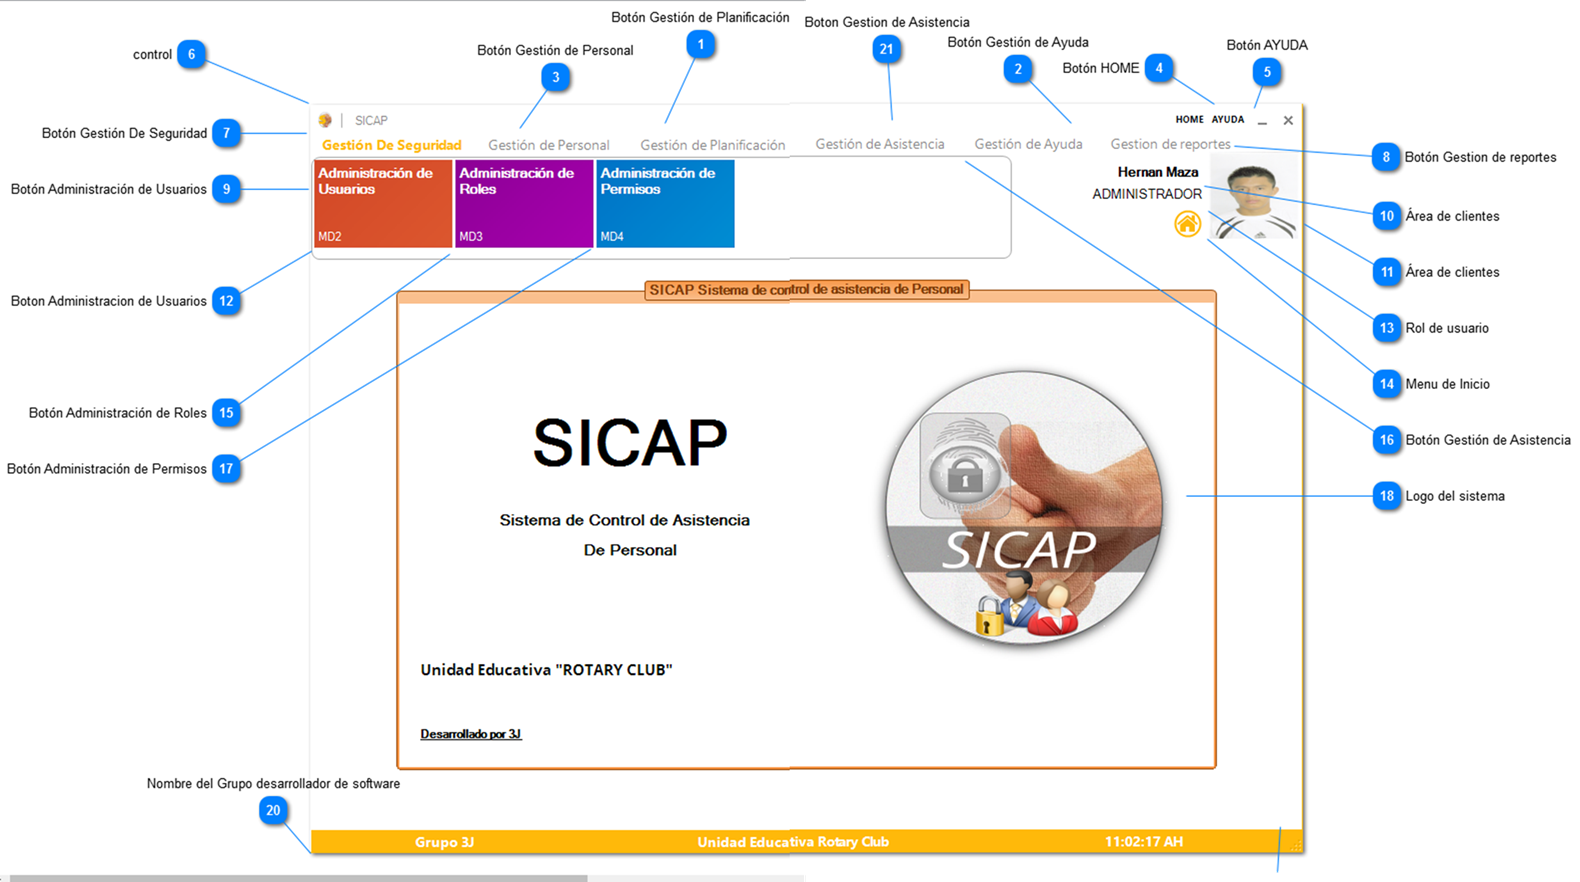 Botón Gestión de Planificación
1
Boton Gestion de Asistencia
21
Botón Gestión de Personal
3
Botón Gestión de Ayuda
2
Botón AYUDA
5
control 6
Botón HOME 4
SICAP
HOME AYUDA
Botón Gestión De Seguridad 7
Gestión De Seguridad Gestión de Personal Gestión de Planificación Gestión de Asistencia Gestión de Ayuda Gestion de reportes
8 Botón Gestion de reportes
Administración de Usuarios
MD2
Administración de Roles
MD3
Administración de Permisos
MD4
Hernan Maza
ADMINISTRADOR
Botón Administración de Usuarios 9
10 Área de clientes
11 Área de clientes
Boton Administracion de Usuarios 12
SICAP Sistema de control de asistencia de Personal
13 Rol de usuario
14 Menu de Inicio
Botón Administración de Roles 15
16 Botón Gestión de Asistencia
Botón Administración de Permisos 17
18 Logo del sistema
SICAP
Sistema de Control de Asistencia
De Personal
1
SICAP
Unidad Educativa "ROTARY CLUB"
Desarrollado por 3J
Nombre del Grupo desarrollador de software
20
Grupo 3J Unidad Educativa Rotary Club 11:02:17 AH